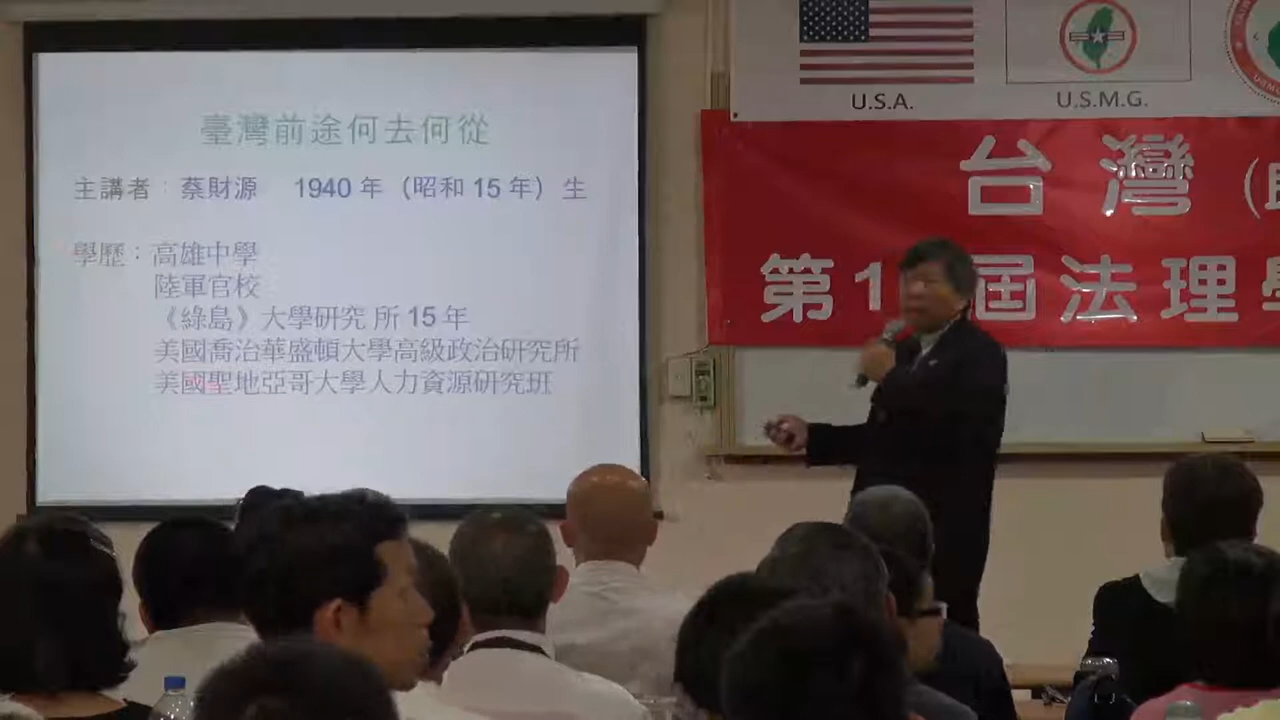 臺灣前途何去何從
主講者：蔡財源 1940 年（昭和 15 年）生
學歷：高雄中學
陸軍官校
《綠島》大學研究 所 15 年
美國喬治華盛頓大學高級政治研究所
美國聖地亞哥大學人力資源研究班
U.S.A.
U.S.M.G.
台灣（
第1 屆法理